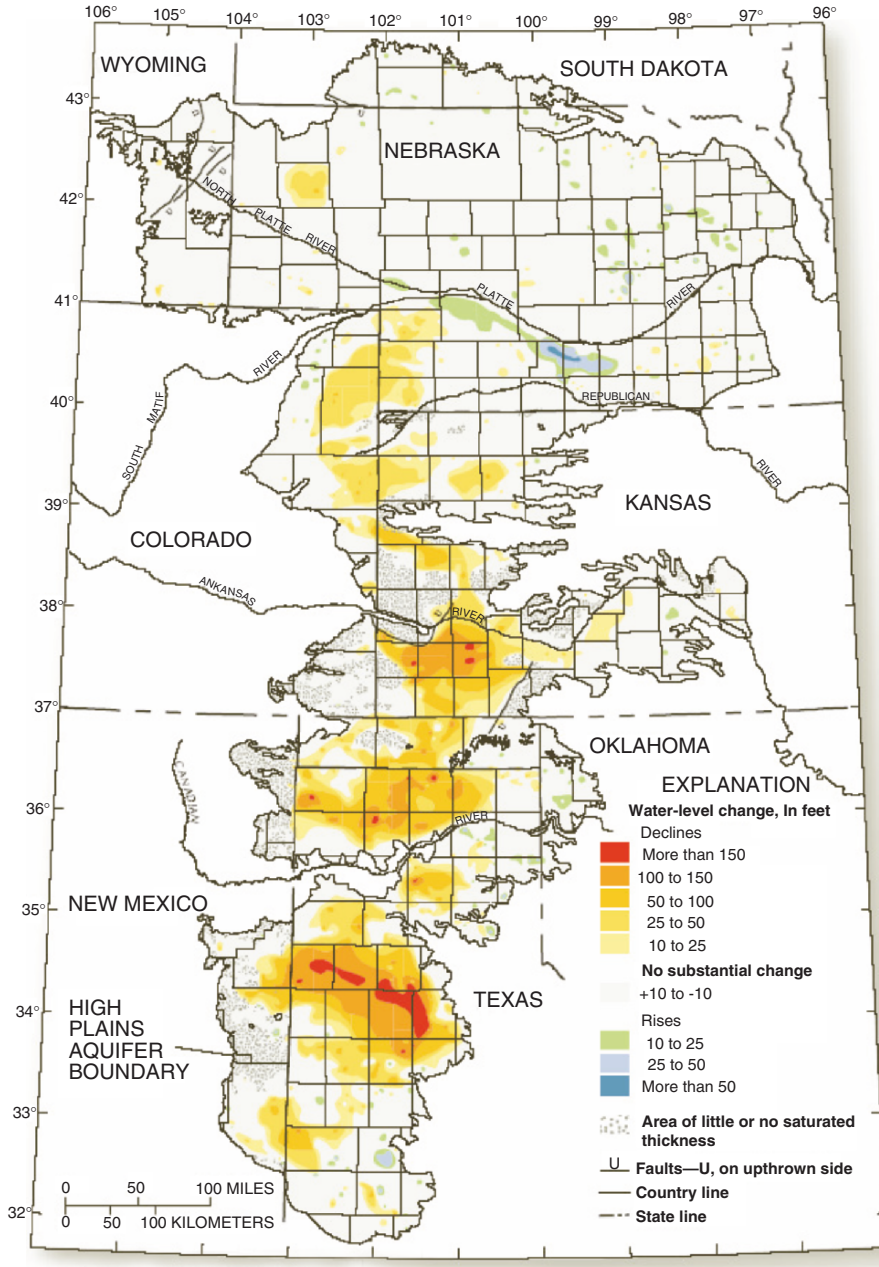 106° 105° 104° 103° 102° 101° 100° 99° 98° 97° 96°
WYOMING
SOUTH DAKOTA
43°
NEBRASKA
42°
NORTH PLATTE RIVER
41°
PLATTE RIVER
SOUTH MATIF RIVER
REPUBLICAN RIVER
40°
39°
KANSAS
COLORADO
ANKANSAS RIVER
38°
37°
OKLAHOMA
CANADIAN RIVER
36°
EXPLANATION
Water-level change, In feet
Declines
More than 150
100 to 150
50 to 100
25 to 50
10 to 25
No substantial change
+10 to -10
Rises
10 to 25
25 to 50
More than 50
Area of little or no saturated
thickness
U Faults—U, on upthrown side
Country line
State line
NEW MEXICO
35°
TEXAS
34°
HIGH
PLAINS
AQUIFER
BOUNDARY
33°
32°
0 50 100 MILES
0 50 100 KILOMETERS